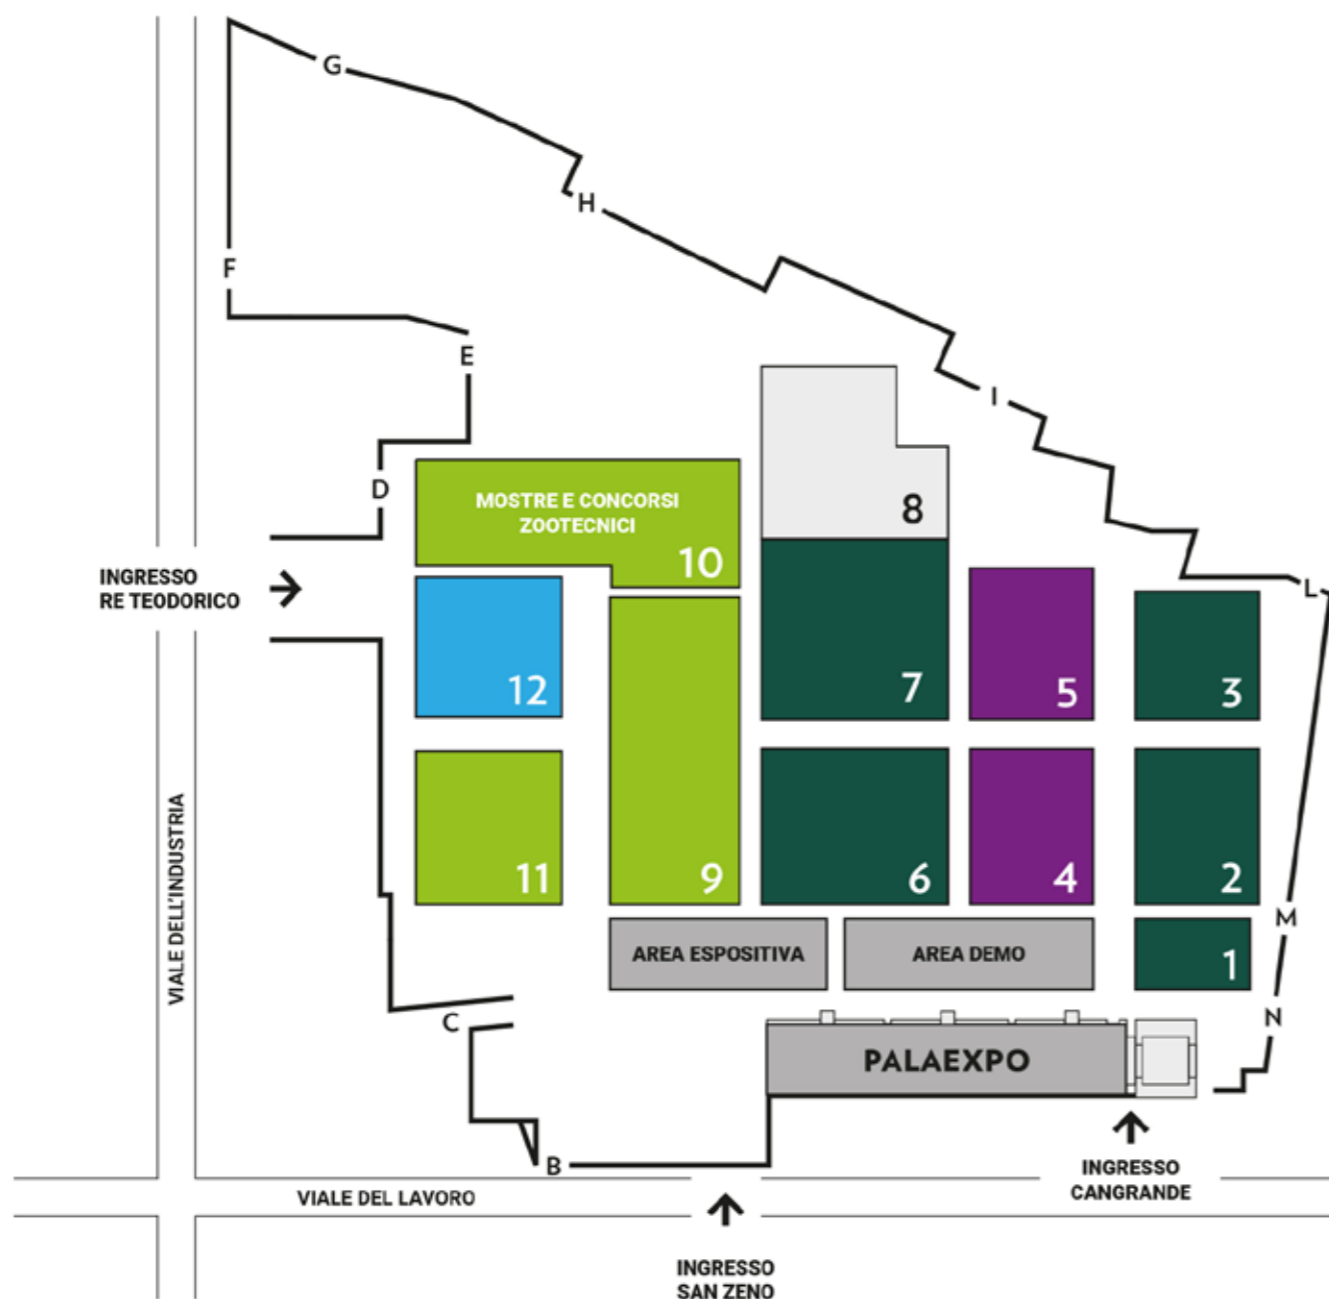 G
H
F
E
I
D
MOSTRE E CONCORSI
ZOOTECNICI
10
8
INGRESSO
RE TEODORICO
L
12
7
5
3
VIALE DELL'INDUSTRIA
11
9
6
4
2
M
AREA ESPOSITIVA
AREA DEMO
1
C
N
PALAEXPO
B
INGRESSO
CANGRANDE
VIALE DEL LAVORO
INGRESSO
SAN ZENO